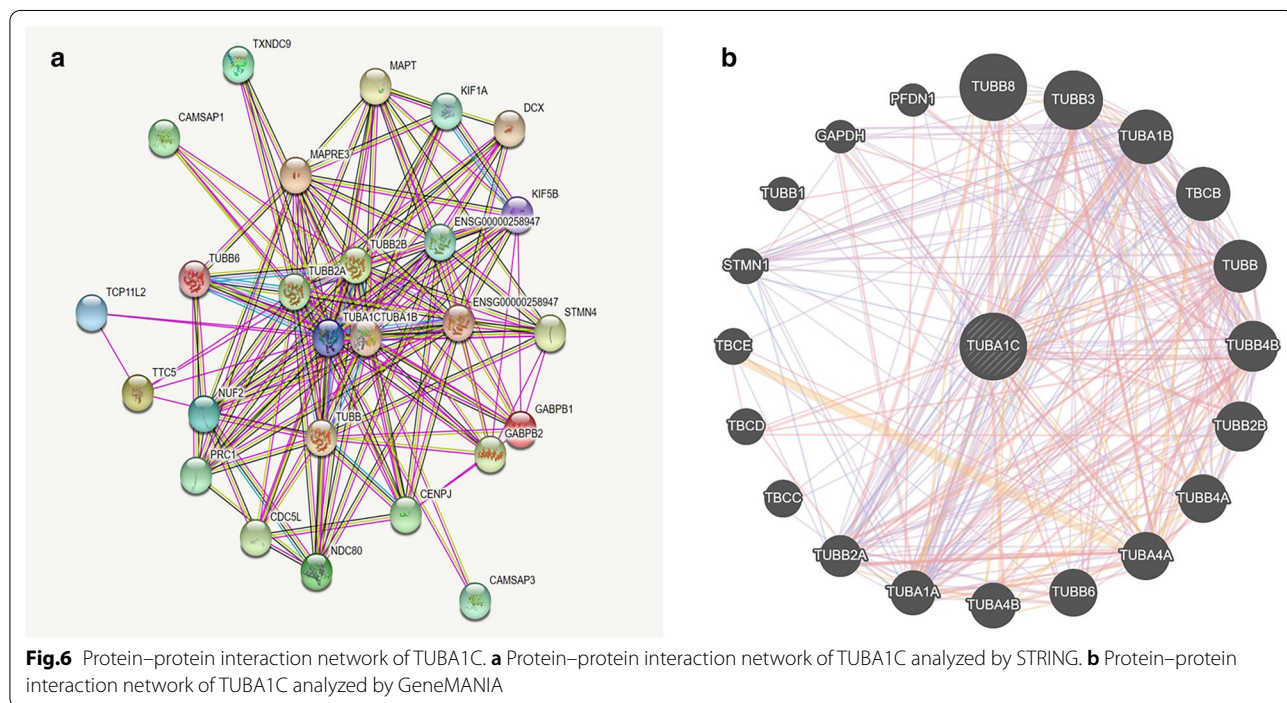 a
TXNDC9
MAPT
KIF1A
DCX
CAMSAP1
MAPRE3
KIF5B
ENSG00000258947
TUBB2B
TUBB6
TUBB2A
TCP11L2
ENSG00000258947
STMN4
TUBA1CTUBA1B
TTC5
NUF2
GABPB1
TUBB
GABPB2
PRC1
CENPJ
CDC5L
NDC80
CAMSAP3
b
TUBB8
PFDN1
TUBB3
GAPDH
TUBA1B
TUBB1
TBCB
STMN1
TUBB
TBCE
TUBA1C
TUBB4B
TBCD
TUBB2B
TBCC
TUBB4A
TUBB2A
TUBA4A
TUBA1A
TUBA4B
TUBB6
Fig.6 Protein–protein interaction network of TUBA1C. a Protein–protein interaction network of TUBA1C analyzed by STRING. b Protein–protein
interaction network of TUBA1C analyzed by GeneMANIA